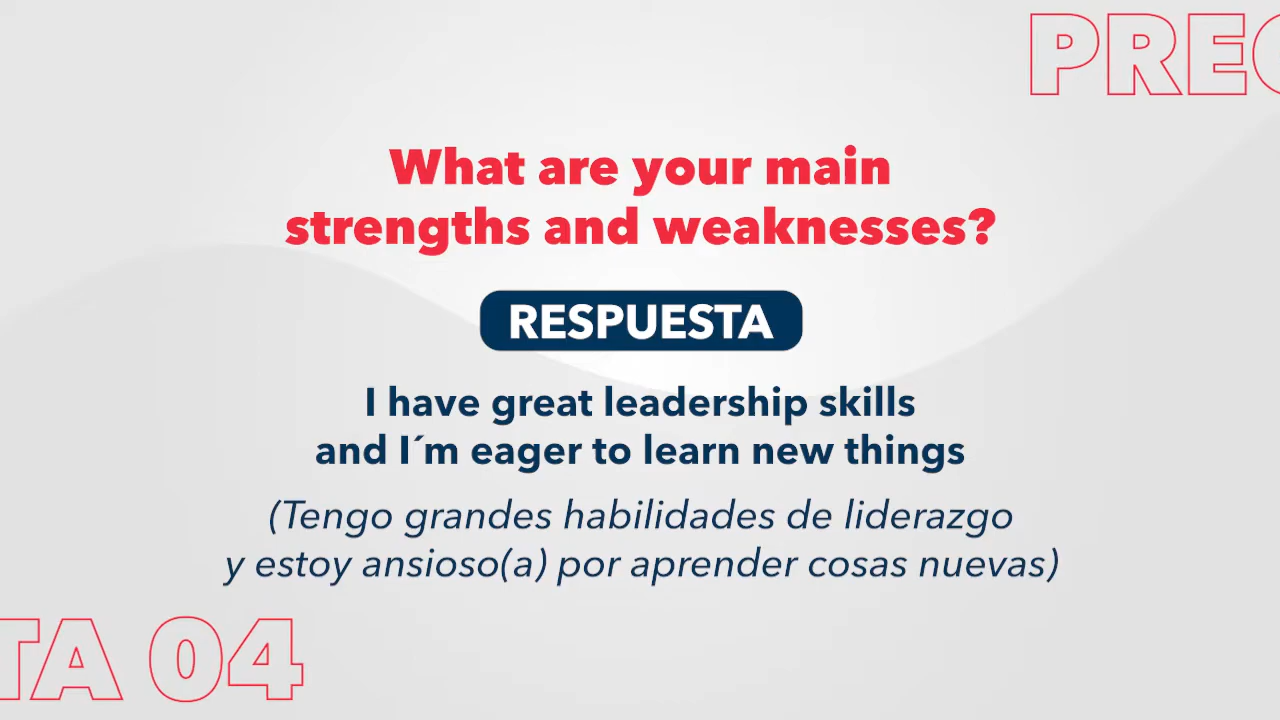 PREG
What are your main
strengths and weaknesses?
RESPUESTA
I have great leadership skills
and I´m eager to learn new things
(Tengo grandes habilidades de liderazgo
y estoy ansioso(a) por aprender cosas nuevas)
TA 04